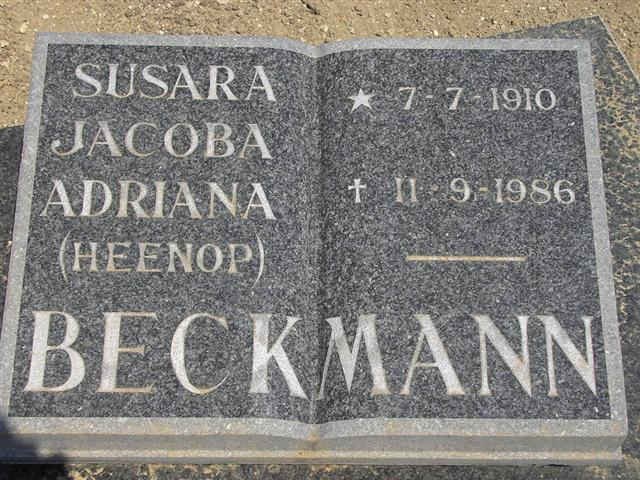 SUSARA
JACOBA
ADRIANA
(HEENOP)
★ 7-7-1910
✝ 11-9-1986
BECKMANN